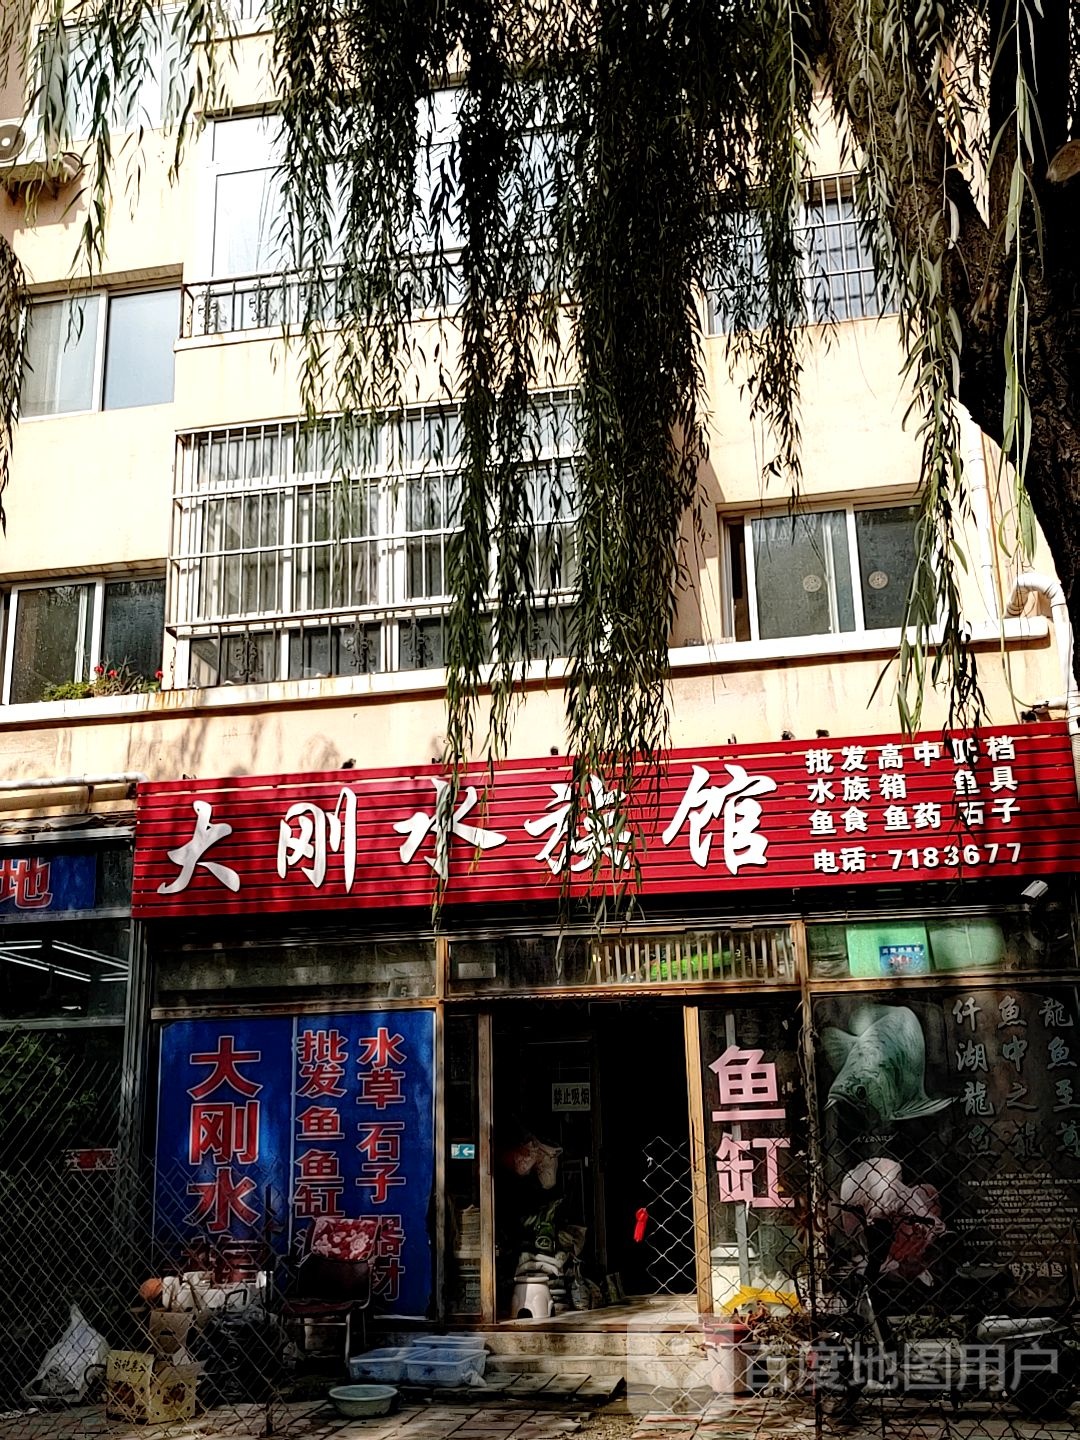 大刚水族馆
批发高中低档
水族箱 鱼具
鱼食鱼药石子
电话·7183677
地
大刚水
批发鱼鱼缸
水草石子器材
禁止吸烟
鱼缸
龍鱼至尊
鱼中之龍
仟湖龍鱼
百度地图用户